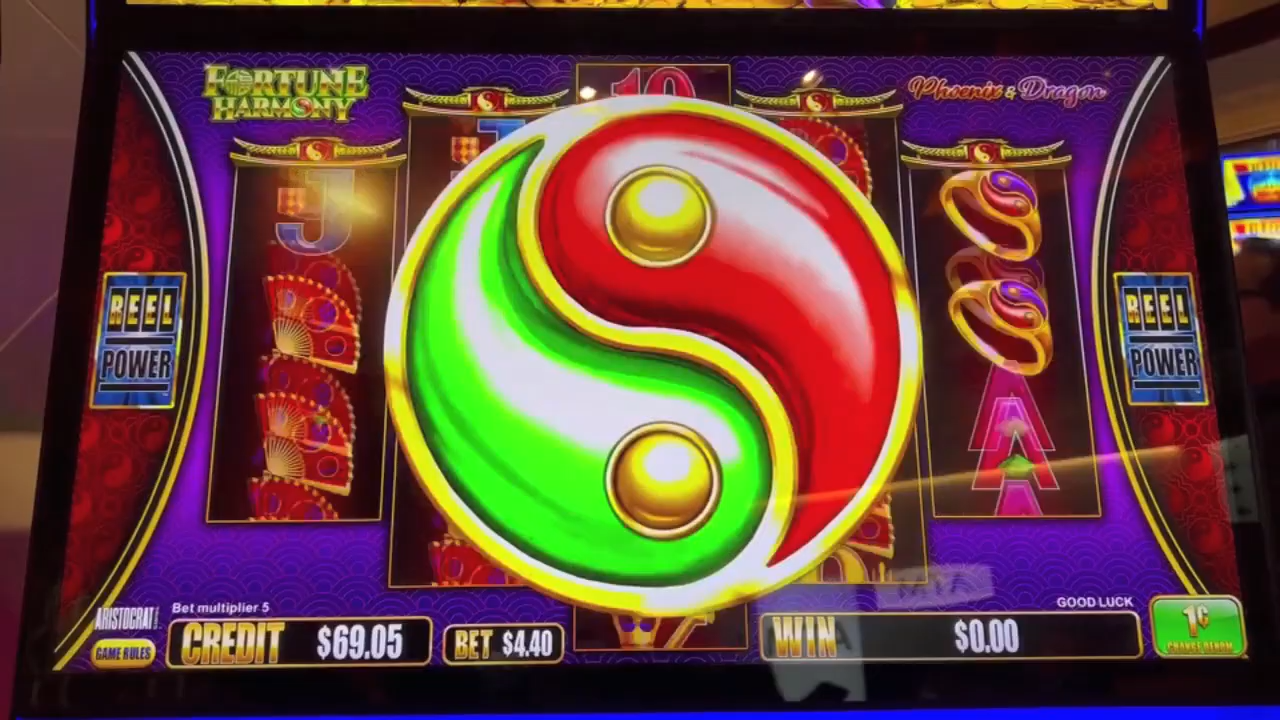 FORTUNE
HARMONY
Phoenix & Dragon
10
J
J
REEL
POWER
REEL
POWER
A
ARISTOCRAT
Bet multiplier 5
GOOD LUCK
CREDIT $69.05
BET $4.40
WIN $0.00
1¢
CHANGE DENOM
GAME RULES